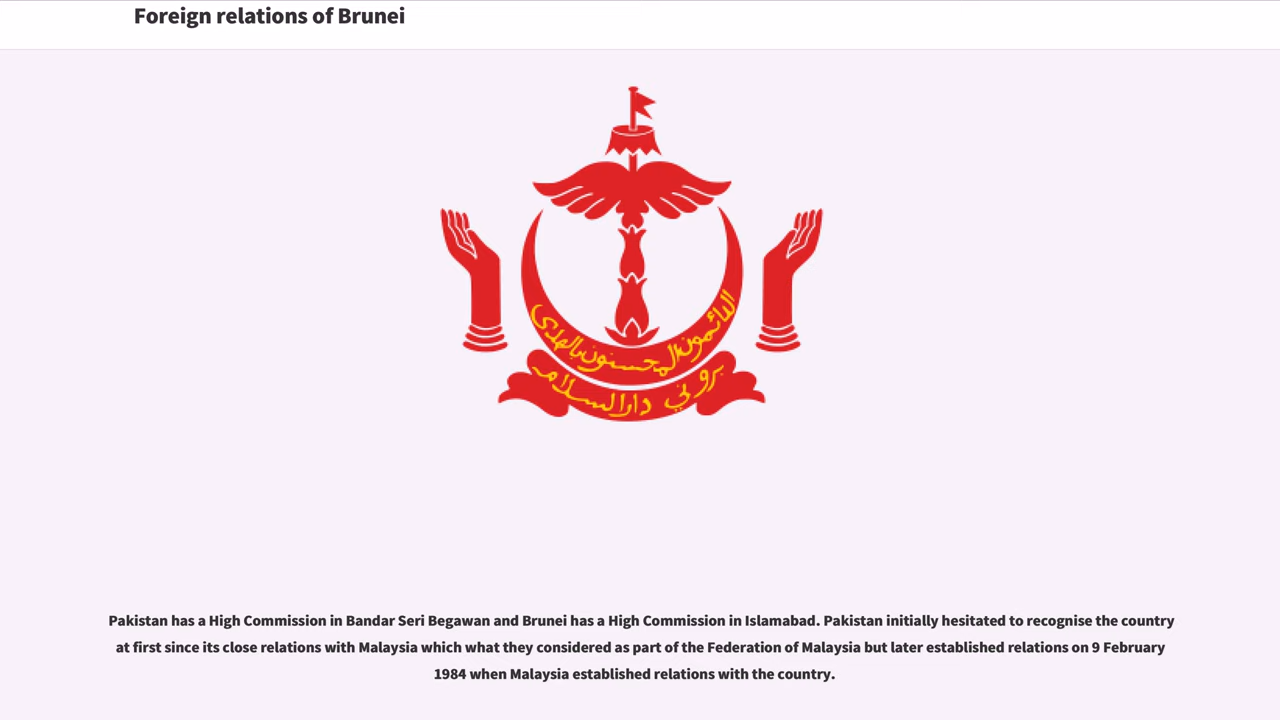 Foreign relations of Brunei
الدائمون المحسنون بالهدى
بروني دارالسلام
Pakistan has a High Commission in Bandar Seri Begawan and Brunei has a High Commission in Islamabad. Pakistan initially hesitated to recognise the country
at first since its close relations with Malaysia which what they considered as part of the Federation of Malaysia but later established relations on 9 February
1984 when Malaysia established relations with the country.